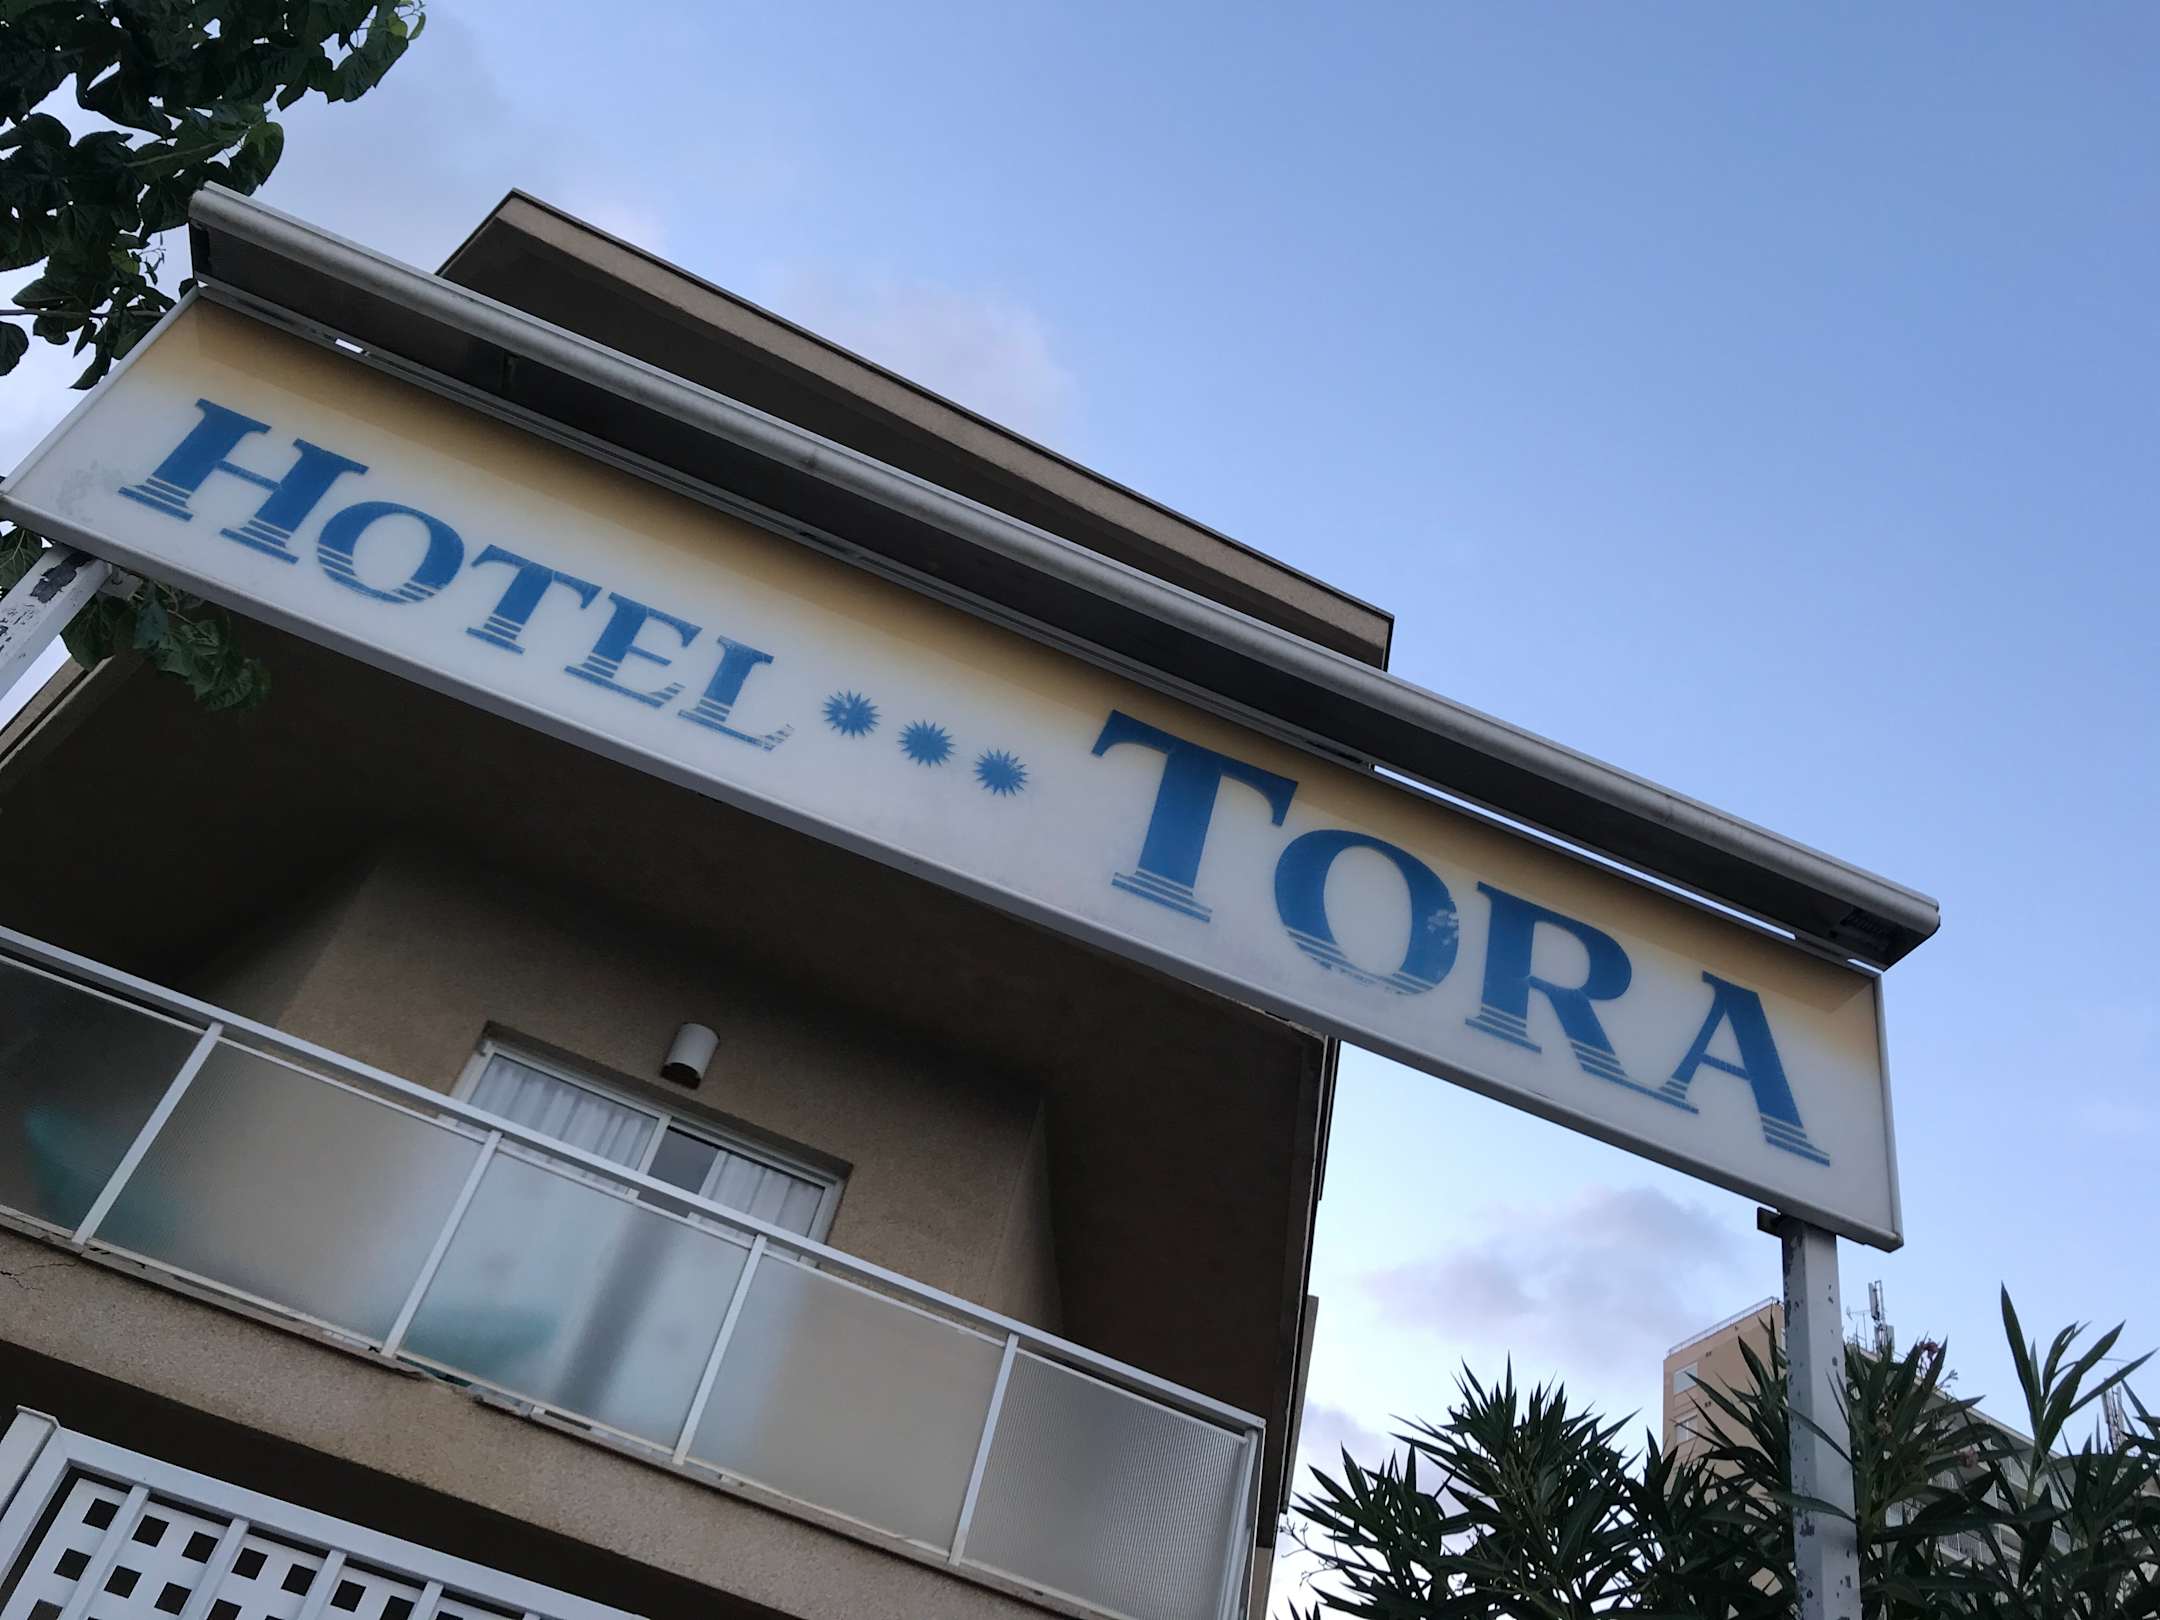 HOTEL *** TORA